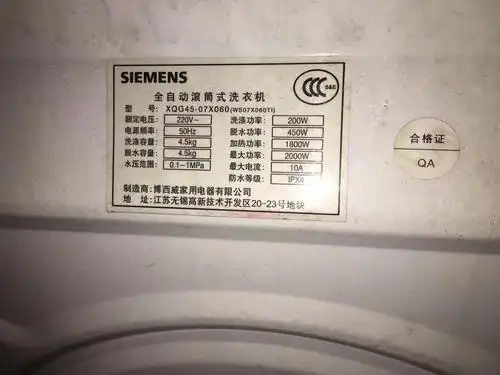 SIEMENS
CCC S&E
全自动滚筒式洗衣机
型 号: XQG45-07X060(WS07X060TI)
额定电压: 220V~ 洗涤功率: 200W
电源频率: 50Hz 脱水功率: 450W
洗涤容量: 4.5kg 加热功率: 1800W
脱水容量: 4.5kg 最大功率: 2000W
水压范围: 0.1~1MPa 最大电流: 10A
防水等级: IPX4
制造商: 博西威家用电器有限公司
地 址: 江苏无锡高新技术开发区20-23号地块
合格证
QA